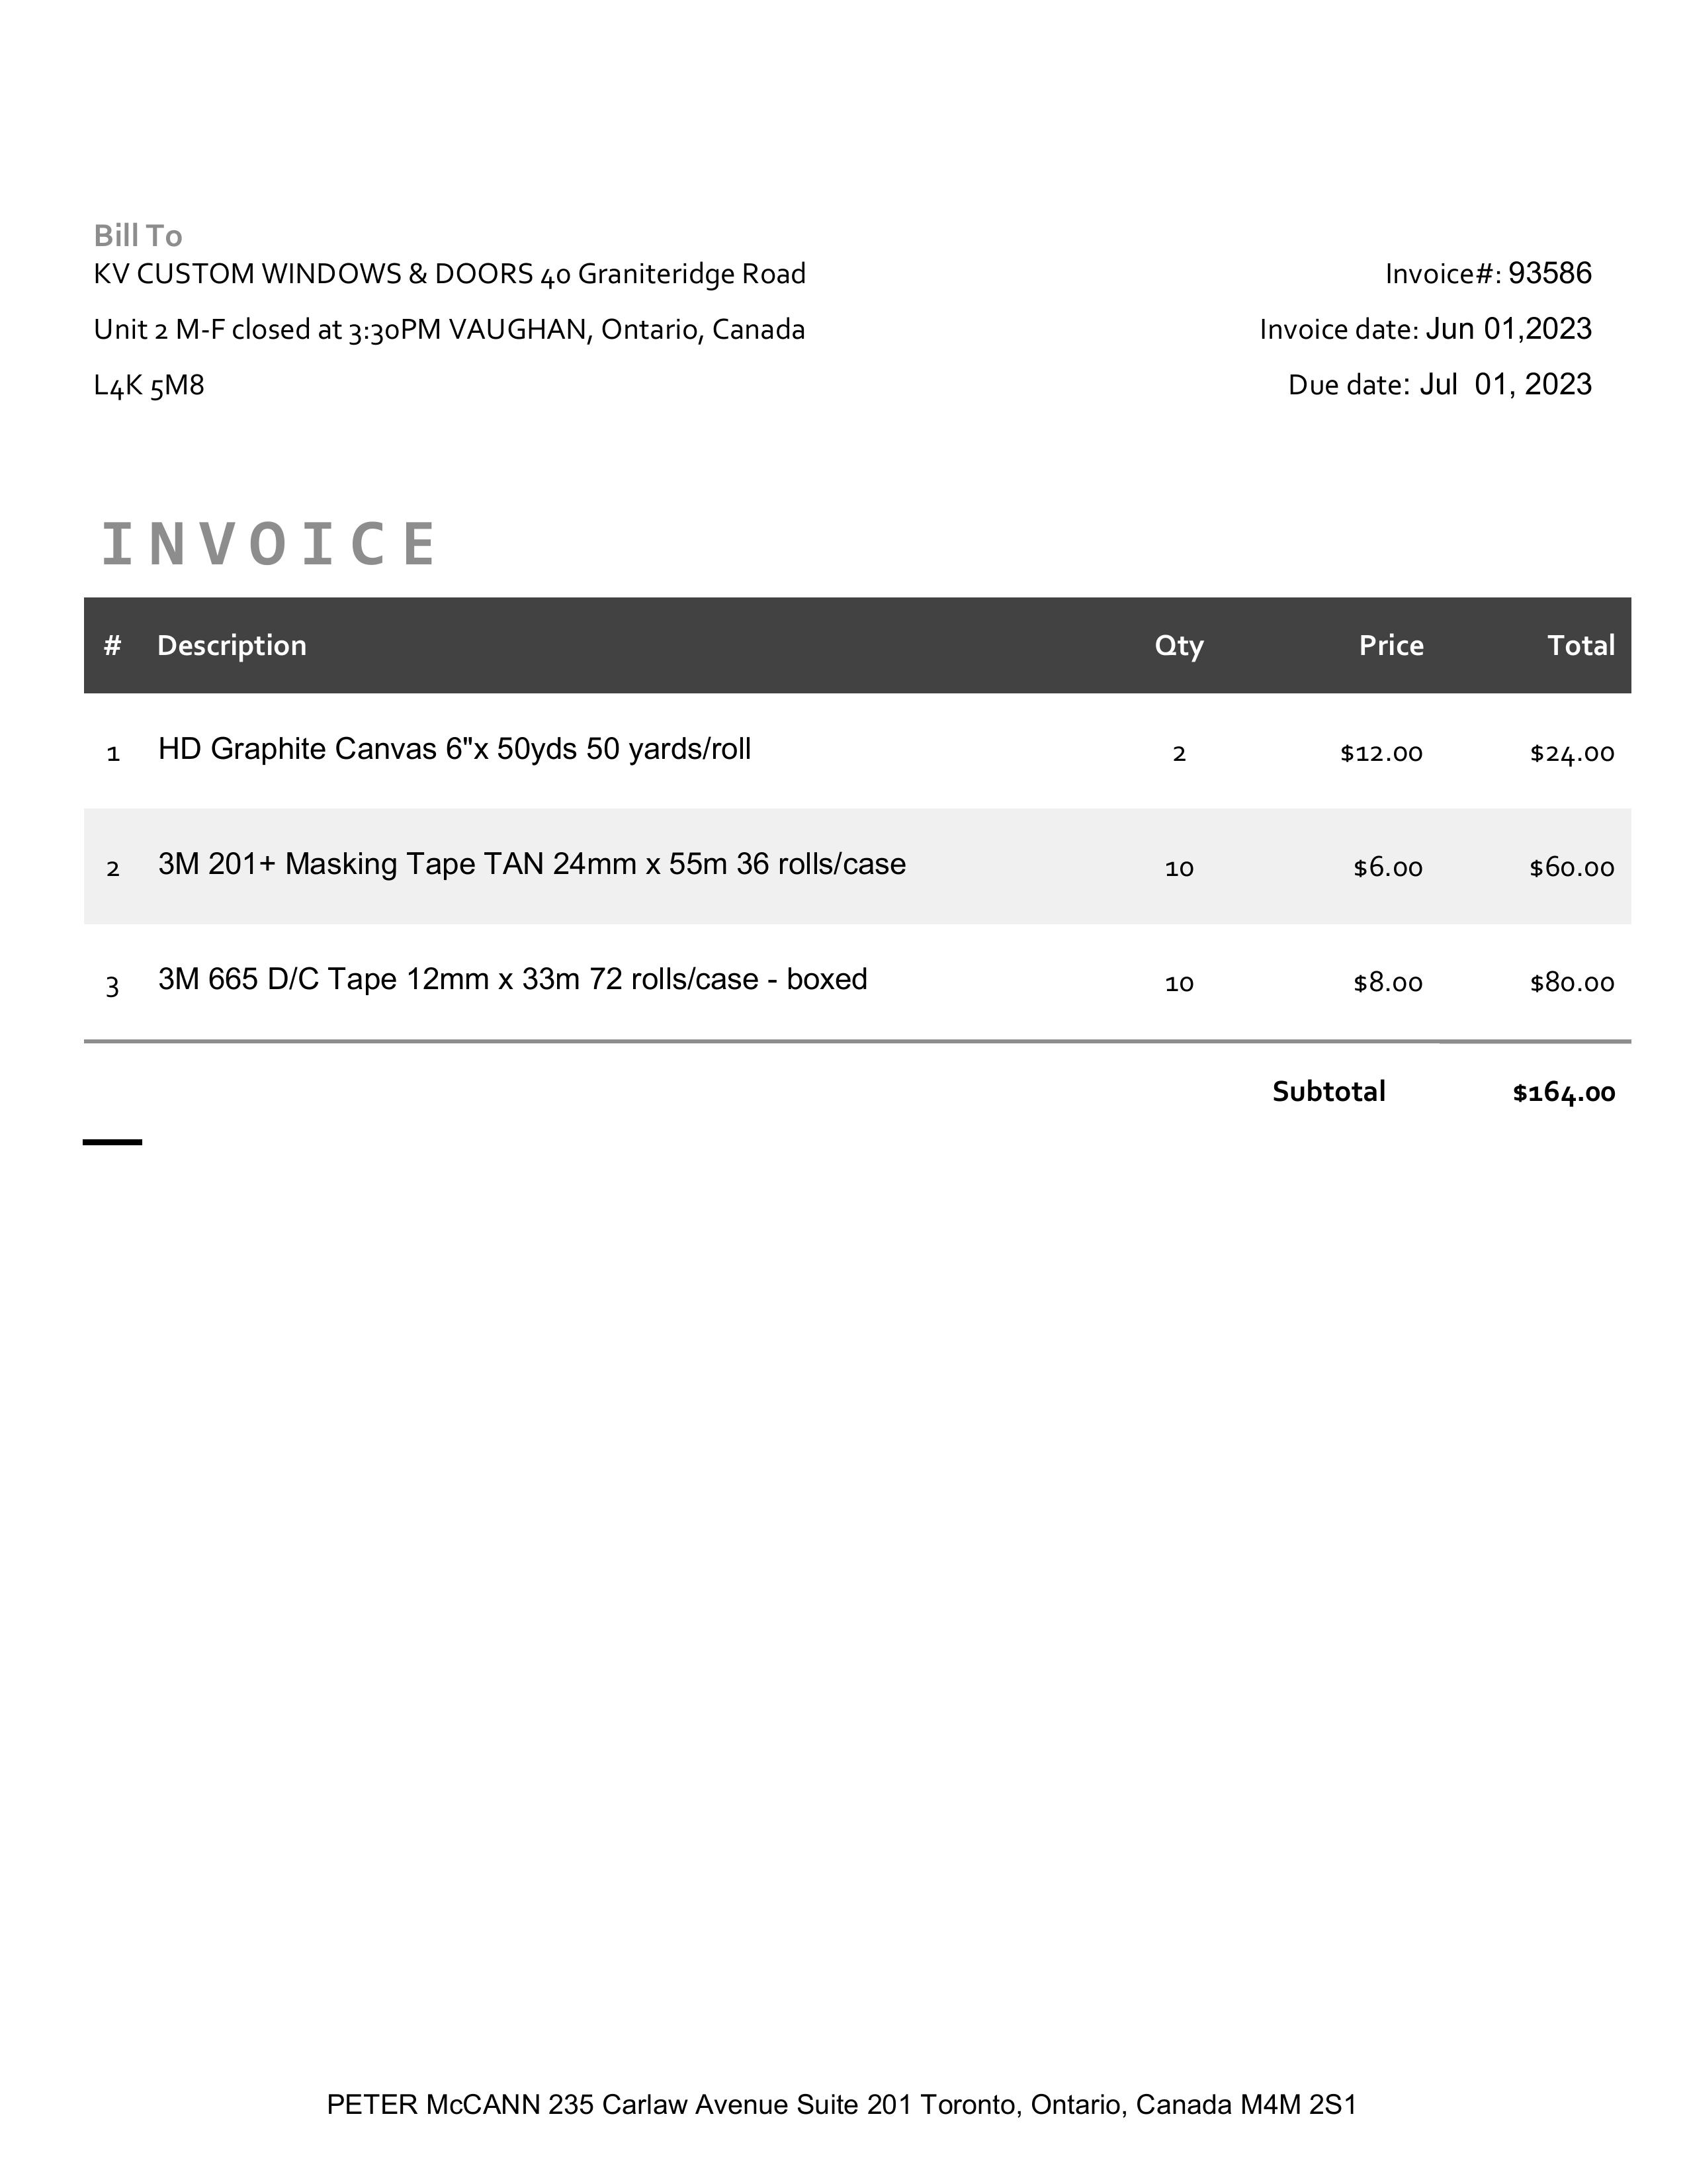 Bill To
KV CUSTOM WINDOWS & DOORS 40 Graniteridge Road
Unit 2 M-F closed at 3:30PM VAUGHAN, Ontario, Canada
L4K 5M8
Invoice#: 93586
Invoice date: Jun 01,2023
Due date: Jul 01, 2023
INVOICE
# Description Qty Price Total
1 HD Graphite Canvas 6"x 50yds 50 yards/roll 2 $12.00 $24.00
2 3M 201+ Masking Tape TAN 24mm x 55m 36 rolls/case 10 $6.00 $60.00
3 3M 665 D/C Tape 12mm x 33m 72 rolls/case - boxed 10 $8.00 $80.00
Subtotal $164.00
PETER McCANN 235 Carlaw Avenue Suite 201 Toronto, Ontario, Canada M4M 2S1